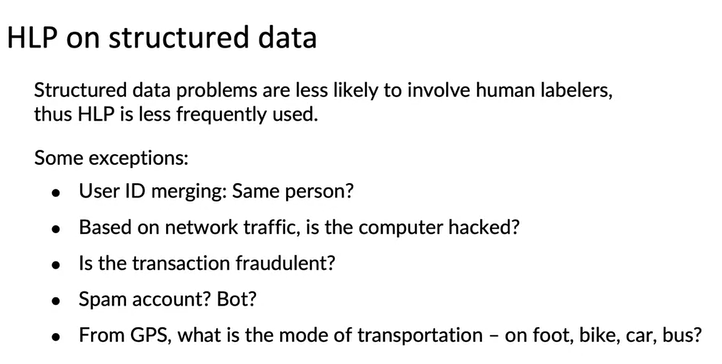 HLP on structured data
Structured data problems are less likely to involve human labelers,
thus HLP is less frequently used.
Some exceptions:
• User ID merging: Same person?
• Based on network traffic, is the computer hacked?
• Is the transaction fraudulent?
• Spam account? Bot?
• From GPS, what is the mode of transportation – on foot, bike, car, bus?